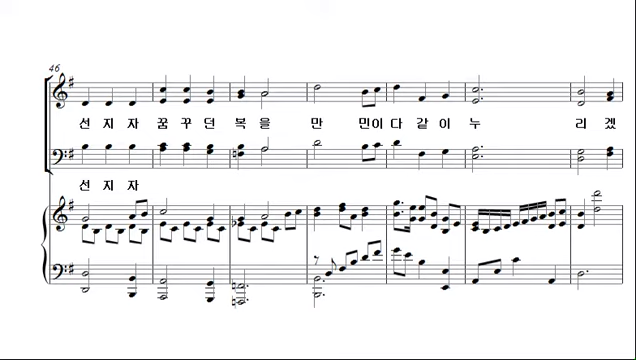 46
선 지 자 꿈 꾸 던 복 을 만 민이 다 같 이 누 리 겠
선 지 자